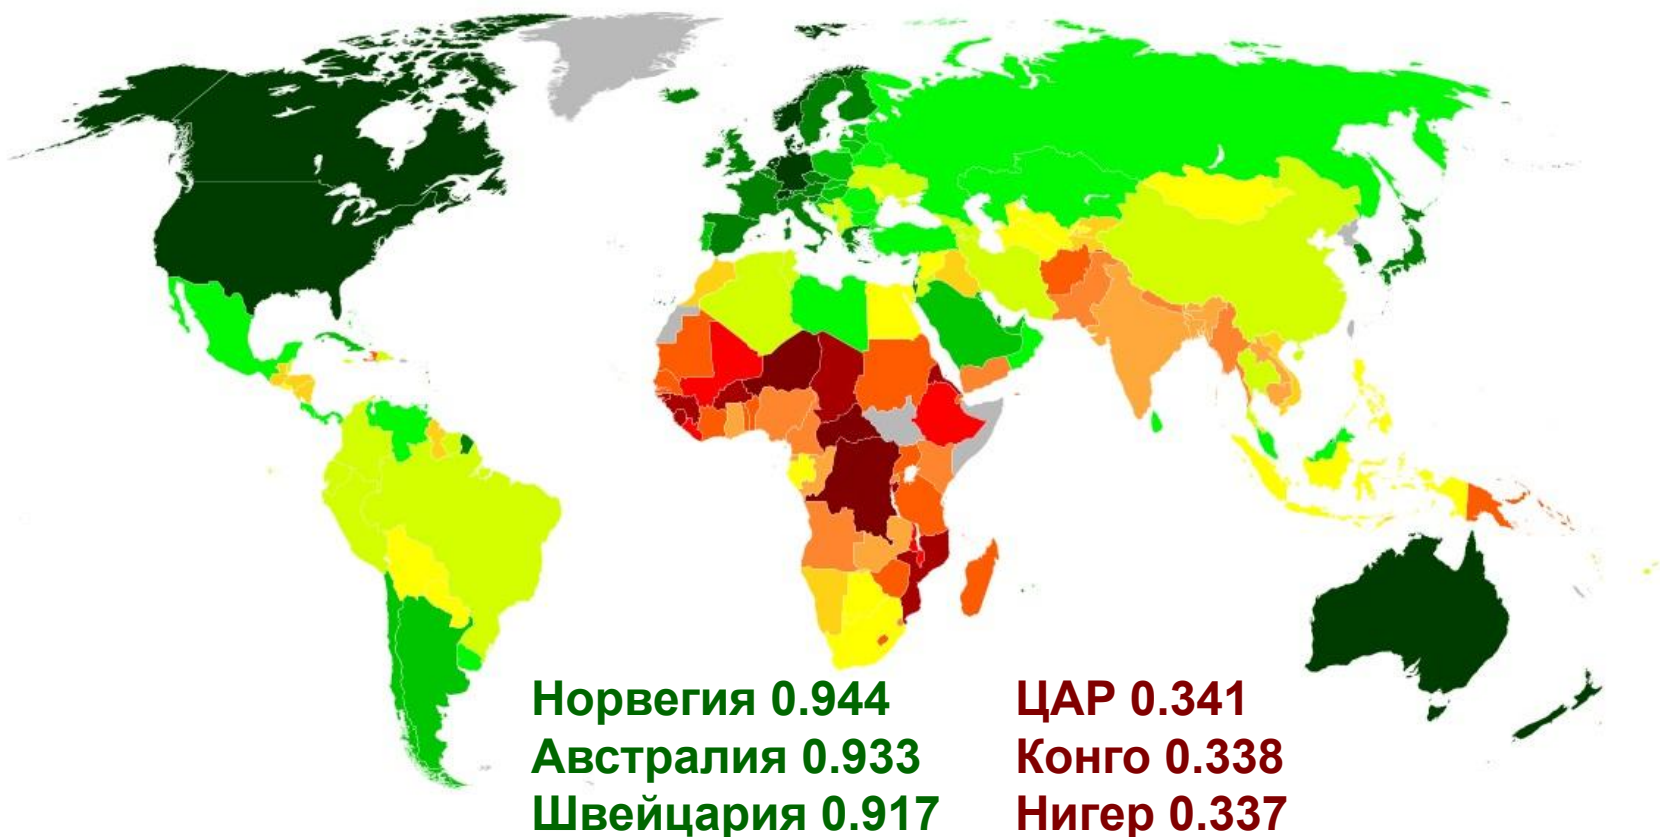 Норвегия 0.944
Австралия 0.933
Швейцария 0.917
ЦАР 0.341
Конго 0.338
Нигер 0.337